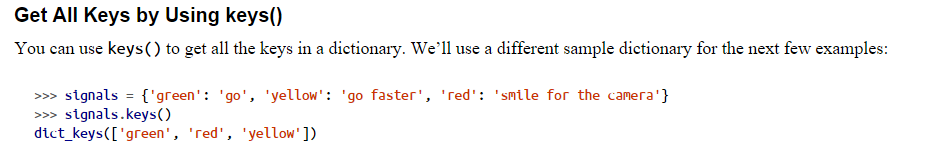 Get All Keys by Using keys()
You can use keys() to get all the keys in a dictionary. We’ll use a different sample dictionary for the next few examples:
>>> signals = {'green': 'go', 'yellow': 'go faster', 'red': 'smile for the camera'}
>>> signals.keys()
dict_keys(['green', 'red', 'yellow'])